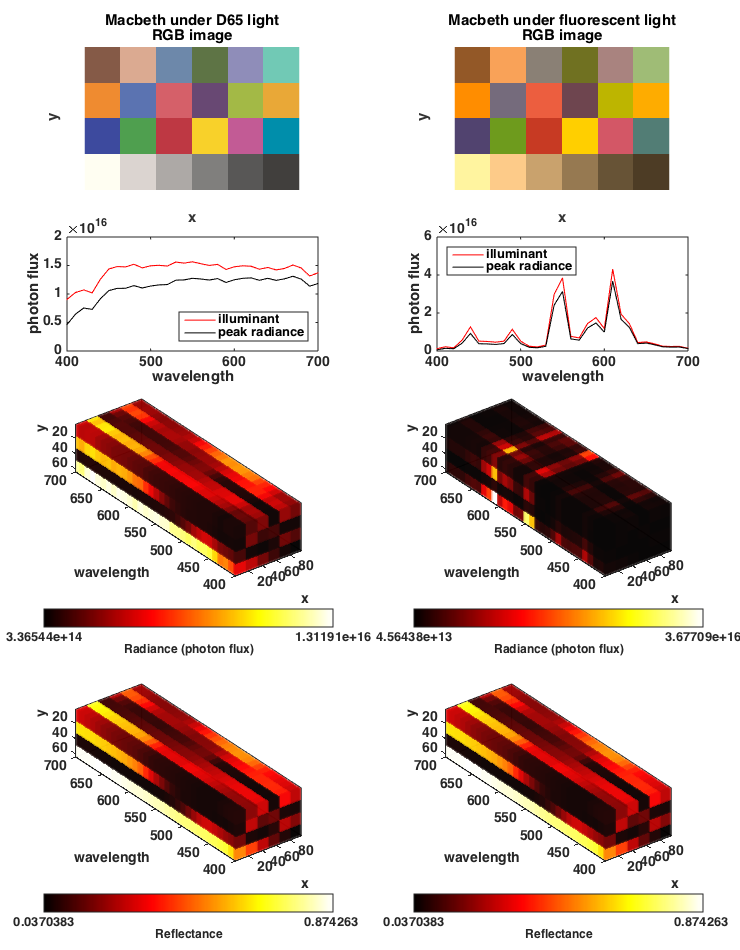 Macbeth under D65 light
RGB image
Macbeth under fluorescent light
RGB image
y
y
x
x
×10^16
2
1.5
1
0.5
0
photon flux
illuminant
peak radiance
400 500 600 700
wavelength
×10^16
6
4
2
0
photon flux
illuminant
peak radiance
400 500 600 700
wavelength
y
20
40
60
700
650
600
550
500
450
400
wavelength
20 40 60 80
x
3.36544e+14 1.31191e+16
Radiance (photon flux)
y
20
40
60
700
650
600
550
500
450
400
wavelength
20 40 60 80
x
4.56438e+13 3.67709e+16
Radiance (photon flux)
y
20
40
60
700
650
600
550
500
450
400
wavelength
20 40 60 80
x
0.0370383 0.874263
Reflectance
y
20
40
60
700
650
600
550
500
450
400
wavelength
20 40 60 80
x
0.0370383 0.874263
Reflectance